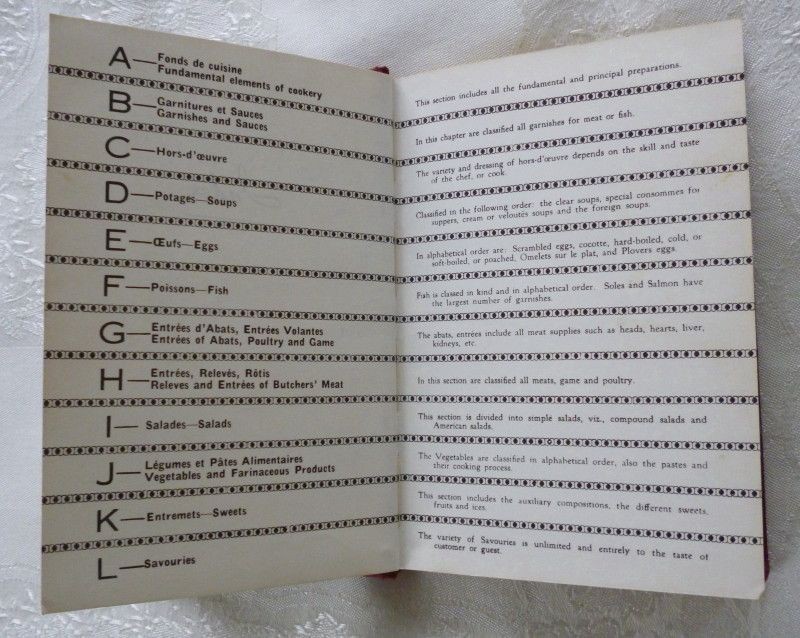 A—Fonds de cuisine
Fundamental elements of cookery
B—Garnitures et Sauces
Garnishes and Sauces
C—Hors-d'œuvre
D—Potages—Soups
E—Œufs—Eggs
F—Poissons—Fish
G—Entrées d'Abats, Entrées Volantes
Entrées of Abats, Poultry and Game
H—Entrées, Relevés, Rôtis
Releves and Entrées of Butchers' Meat
I—Salades—Salads
J—Légumes et Pâtes Alimentaires
Vegetables and Farinaceous Products
K—Entremets—Sweets
L—Savouries
This section includes all the fundamental and principal preparations.
In this chapter are classified all garnishes for meat or fish.
The variety and dressing of hors-d'œuvre depends on the skill and taste
of the chef, or cook.
Classified in the following order: the clear soups, special consommes for
suppers, cream or veloutés soups and the foreign soups.
In alphabetical order are: Scrambled eggs, cocotte, hard-boiled, cold, or
soft-boiled, or poached, Omelets sur le plat, and Plovers eggs.
Fish is classed in kind and in alphabetical order. Soles and Salmon have
the largest number of garnishes.
The abats, entrées include all meat supplies such as heads, hearts, liver,
kidneys, etc.
In this section are classified all meats, game and poultry.
This section is divided into simple salads, viz., compound salads and
American salads.
The Vegetables are classified in alphabetical order, also the pastes and
their cooking process.
This section includes the auxiliary compositions, the different sweets,
fruits and ices.
The variety of Savouries is unlimited and entirely to the taste of
customer or guest.